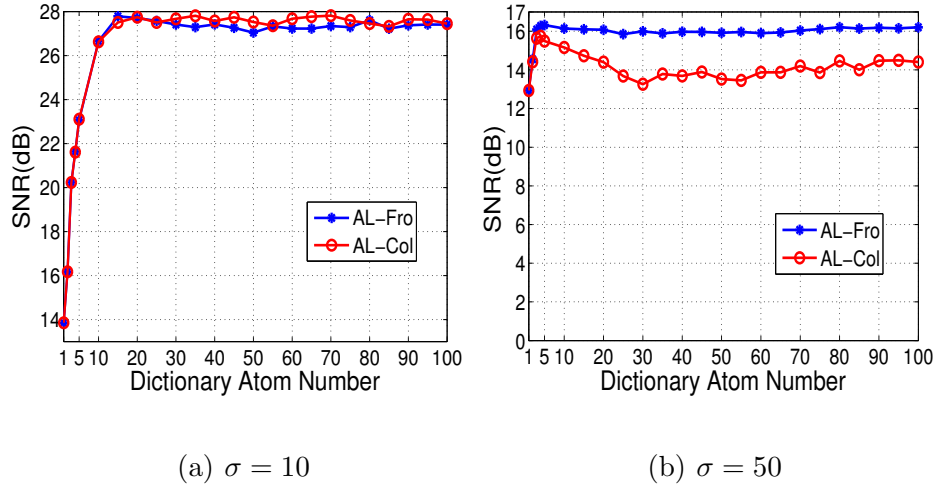 28
26
24
22
20
18
16
14
SNR(dB)
AL-Fro
AL-Col
1 5 10 20 30 40 50 60 70 80 90 100
Dictionary Atom Number
(a) σ = 10
17
16
14
12
10
8
6
4
2
0
SNR(dB)
AL-Fro
AL-Col
1 5 10 20 30 40 50 60 70 80 90 100
Dictionary Atom Number
(b) σ = 50